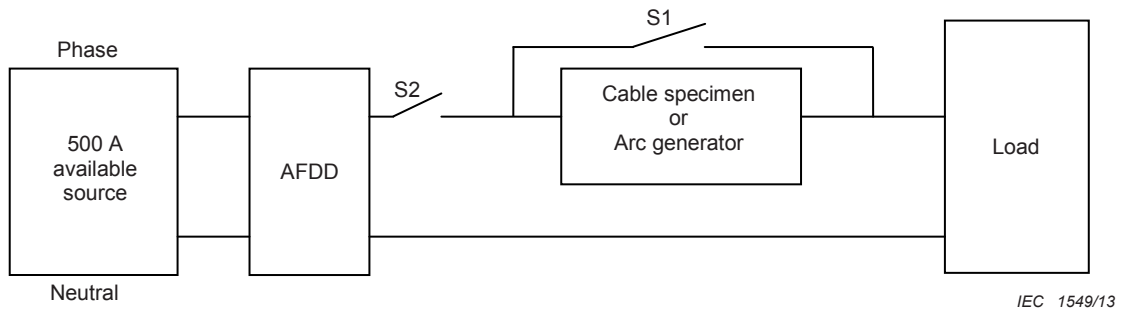 S1
Phase
S2
Cable specimen
or
Arc generator
500 A
available
source
AFDD
Load
Neutral
IEC 1549/13